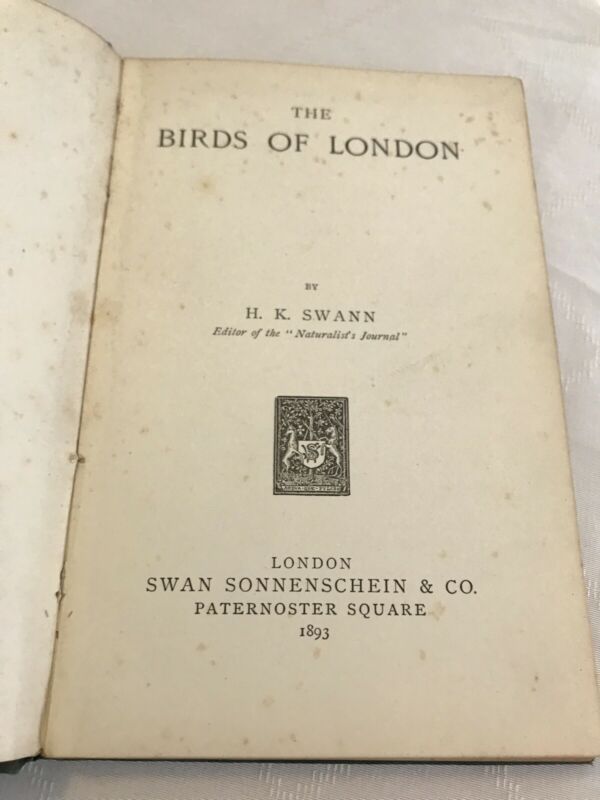 THE
BIRDS OF LONDON
BY
H. K. SWANN
Editor of the "Naturalist's Journal"
LONDON
SWAN SONNENSCHEIN & CO.
PATERNOSTER SQUARE
1893